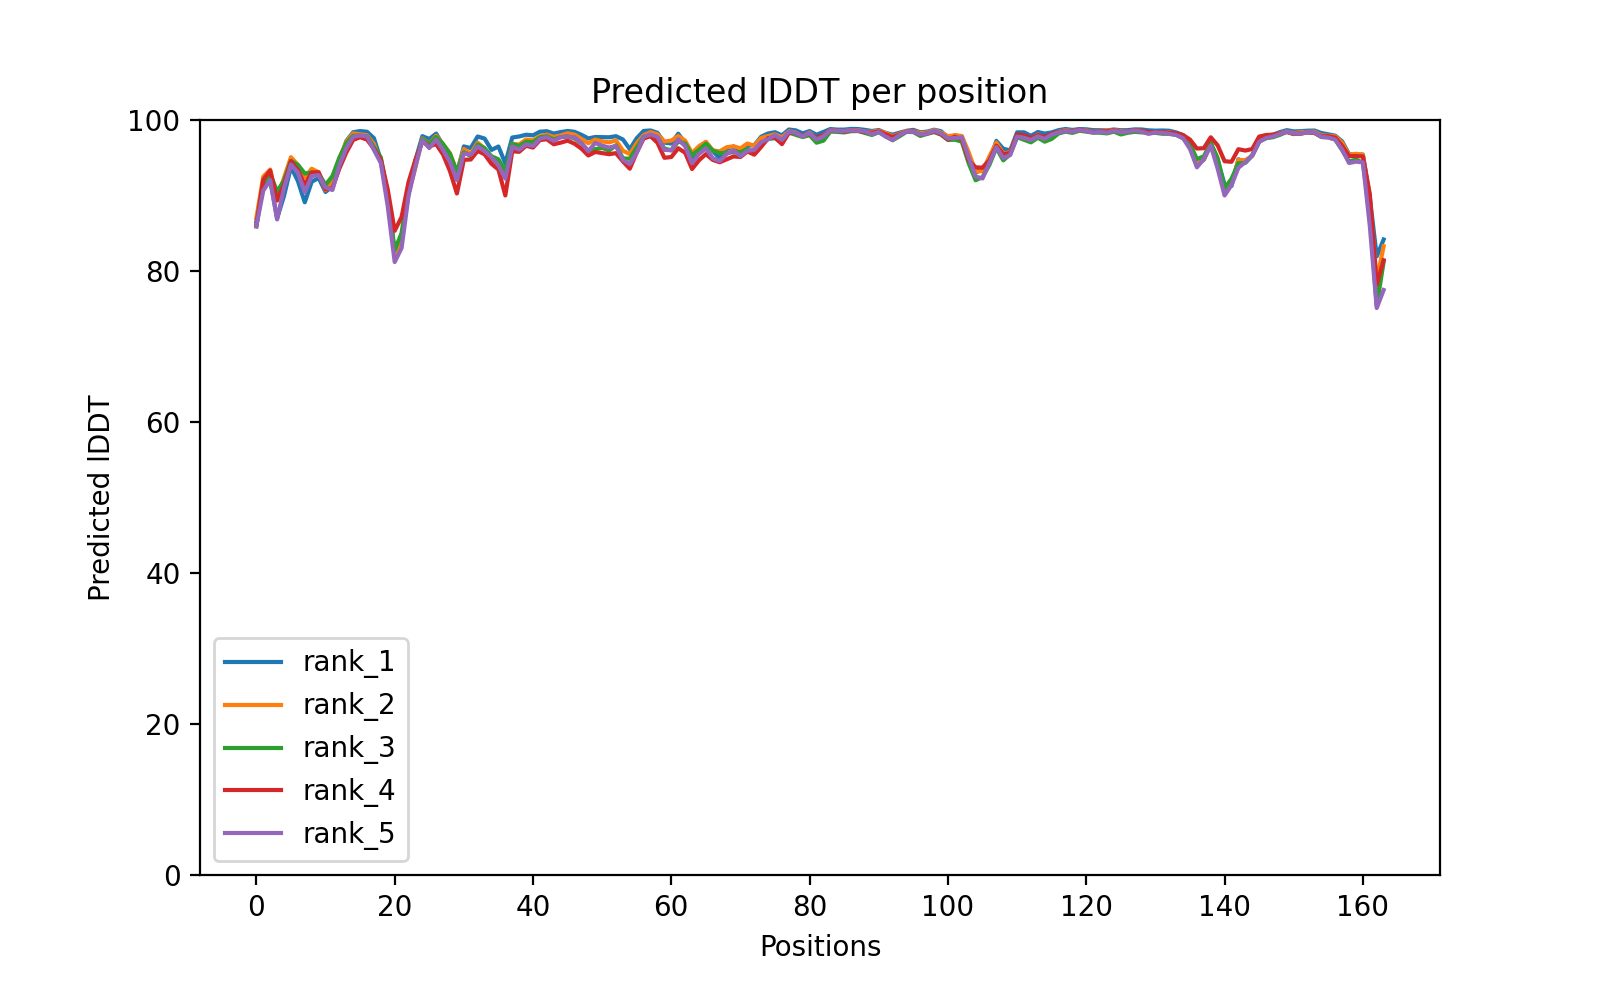 Predicted lDDT per position
100
80
60
40
20
0
Predicted lDDT
rank_1
rank_2
rank_3
rank_4
rank_5
0 20 40 60 80 100 120 140 160
Positions